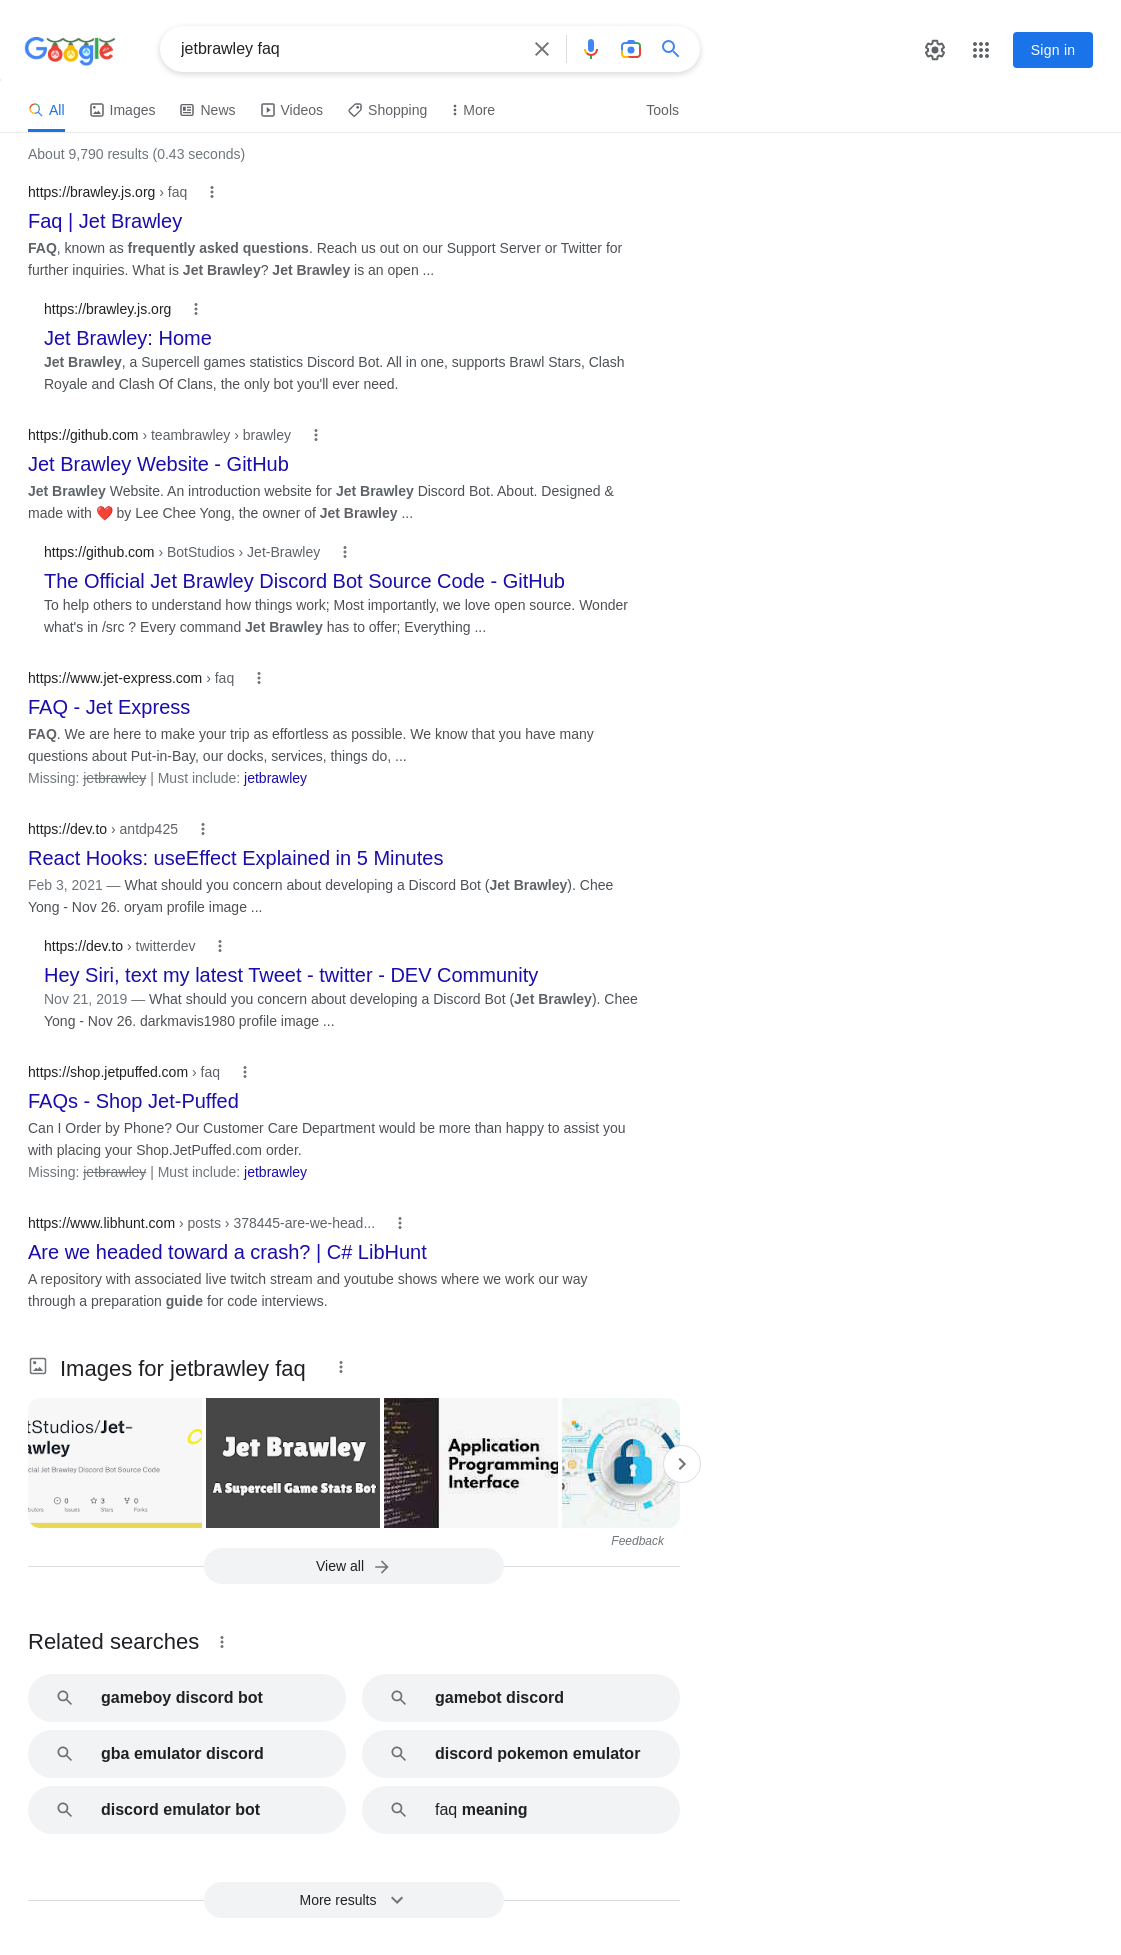 Google
jetbrawley faq
Sign in
All Images News Videos Shopping More Tools
About 9,790 results (0.43 seconds)
https://brawley.js.org › faq
Faq | Jet Brawley
FAQ, known as frequently asked questions. Reach us out on our Support Server or Twitter for
further inquiries. What is Jet Brawley? Jet Brawley is an open ...
https://brawley.js.org
Jet Brawley: Home
Jet Brawley, a Supercell games statistics Discord Bot. All in one, supports Brawl Stars, Clash
Royale and Clash Of Clans, the only bot you'll ever need.
https://github.com › teambrawley › brawley
Jet Brawley Website - GitHub
Jet Brawley Website. An introduction website for Jet Brawley Discord Bot. About. Designed &
made with ❤️ by Lee Chee Yong, the owner of Jet Brawley ...
https://github.com › BotStudios › Jet-Brawley
The Official Jet Brawley Discord Bot Source Code - GitHub
To help others to understand how things work; Most importantly, we love open source. Wonder
what's in /src ? Every command Jet Brawley has to offer; Everything ...
https://www.jet-express.com › faq
FAQ - Jet Express
FAQ. We are here to make your trip as effortless as possible. We know that you have many
questions about Put-in-Bay, our docks, services, things do, ...
Missing: jetbrawley | Must include: jetbrawley
https://dev.to › antdp425
React Hooks: useEffect Explained in 5 Minutes
Feb 3, 2021 — What should you concern about developing a Discord Bot (Jet Brawley). Chee
Yong - Nov 26. oryam profile image ...
https://dev.to › twitterdev
Hey Siri, text my latest Tweet - twitter - DEV Community
Nov 21, 2019 — What should you concern about developing a Discord Bot (Jet Brawley). Chee
Yong - Nov 26. darkmavis1980 profile image ...
https://shop.jetpuffed.com › faq
FAQs - Shop Jet-Puffed
Can I Order by Phone? Our Customer Care Department would be more than happy to assist you
with placing your Shop.JetPuffed.com order.
Missing: jetbrawley | Must include: jetbrawley
https://www.libhunt.com › posts › 378445-are-we-head...
Are we headed toward a crash? | C# LibHunt
A repository with associated live twitch stream and youtube shows where we work our way
through a preparation guide for code interviews.
Images for jetbrawley faq
tStudios/Jet-
awley
cial Jet Brawley Discord Bot Source Code
0 3 0
butors Issues Stars Forks
Jet Brawley
A Supercell Game Stats Bot
Application
Programming
Interface
Feedback
View all
Related searches
gameboy discord bot
gamebot discord
gba emulator discord
discord pokemon emulator
discord emulator bot
faq meaning
More results